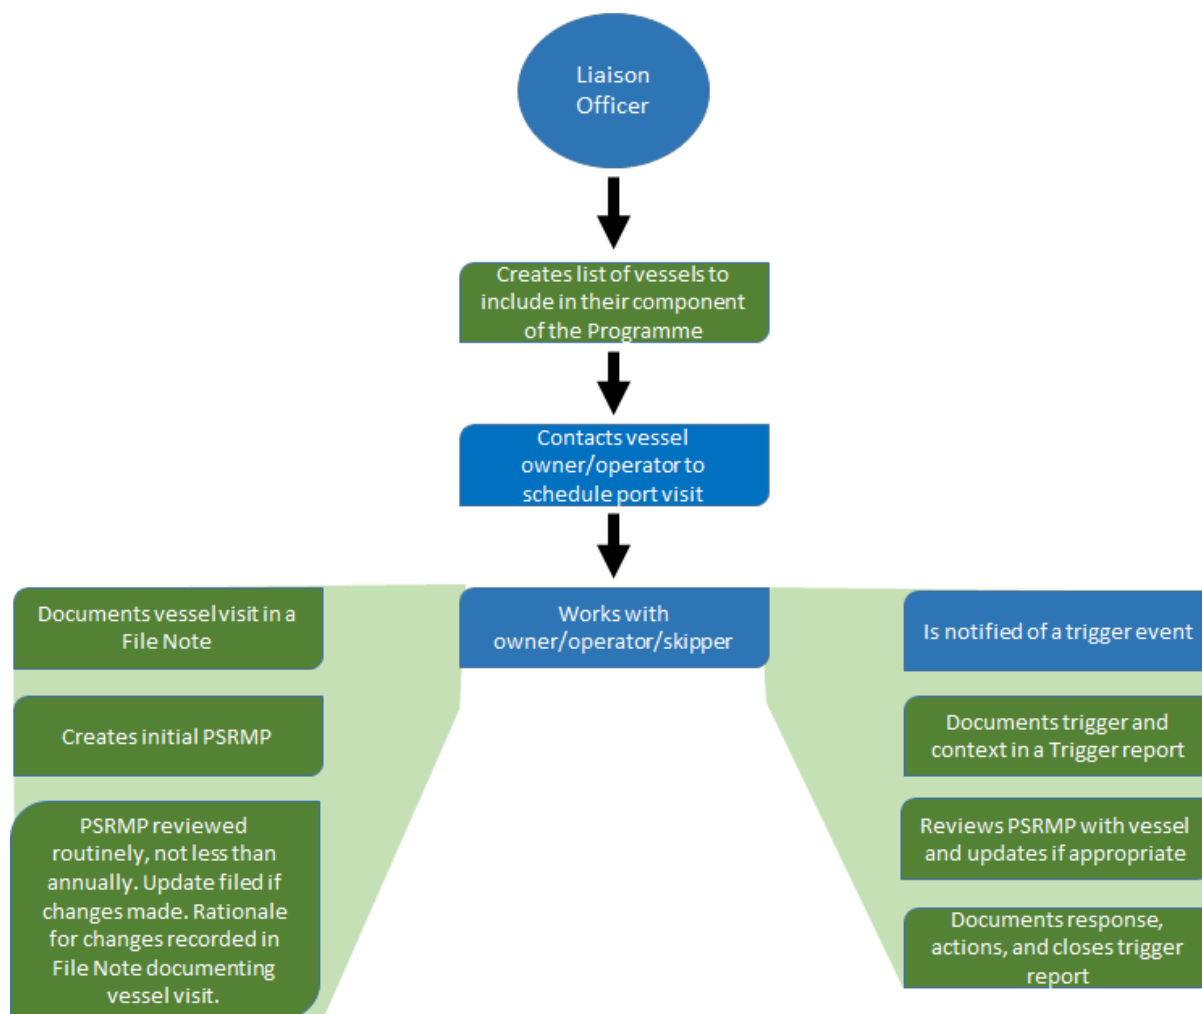 Liaison
Officer
Creates list of vessels to
include in their component
of the Programme
Contacts vessel
owner/operator to
schedule port visit
Works with
owner/operator/skipper
Documents vessel visit in a
File Note
Creates initial PSRMP
PSRMP reviewed
routinely, not less than
annually. Update filed if
changes made. Rationale
for changes recorded in
File Note documenting
vessel visit.
Is notified of a trigger event
Documents trigger and
context in a Trigger report
Reviews PSRMP with vessel
and updates if appropriate
Documents response,
actions, and closes trigger
report